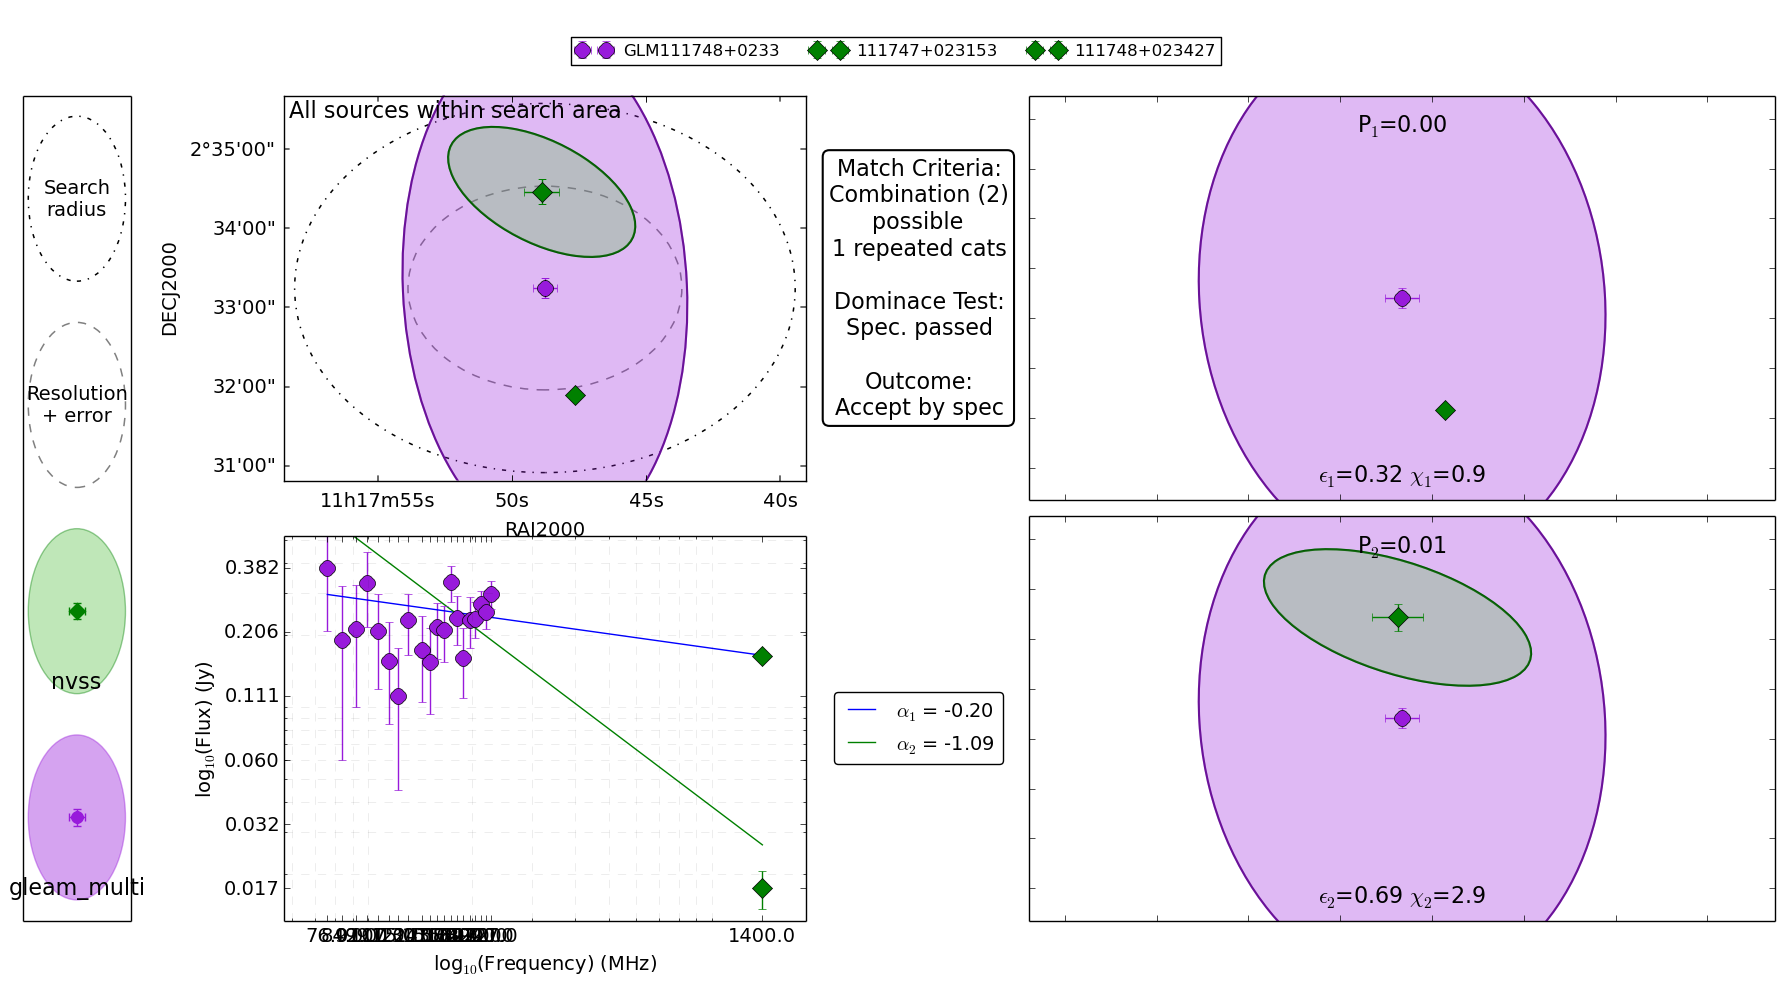 GLM111748+0233 111747+023153 111748+023427
Search
radius
Resolution
+ error
nvss
gleam_multi
All sources within search area
DECJ2000
2°35'00"
34'00"
33'00"
32'00"
31'00"
11h17m55s 50s 45s 40s
RAJ2000
Match Criteria:
Combination (2)
possible
1 repeated cats
Dominace Test:
Spec. passed
Outcome:
Accept by spec
P1=0.00
ϵ1=0.32 χ1=0.9
P2=0.01
ϵ2=0.69 χ2=2.9
log10(Flux) (Jy)
0.382
0.206
0.111
0.060
0.032
0.017
1400.0
log10(Frequency) (MHz)
α1 = -0.20
α2 = -1.09